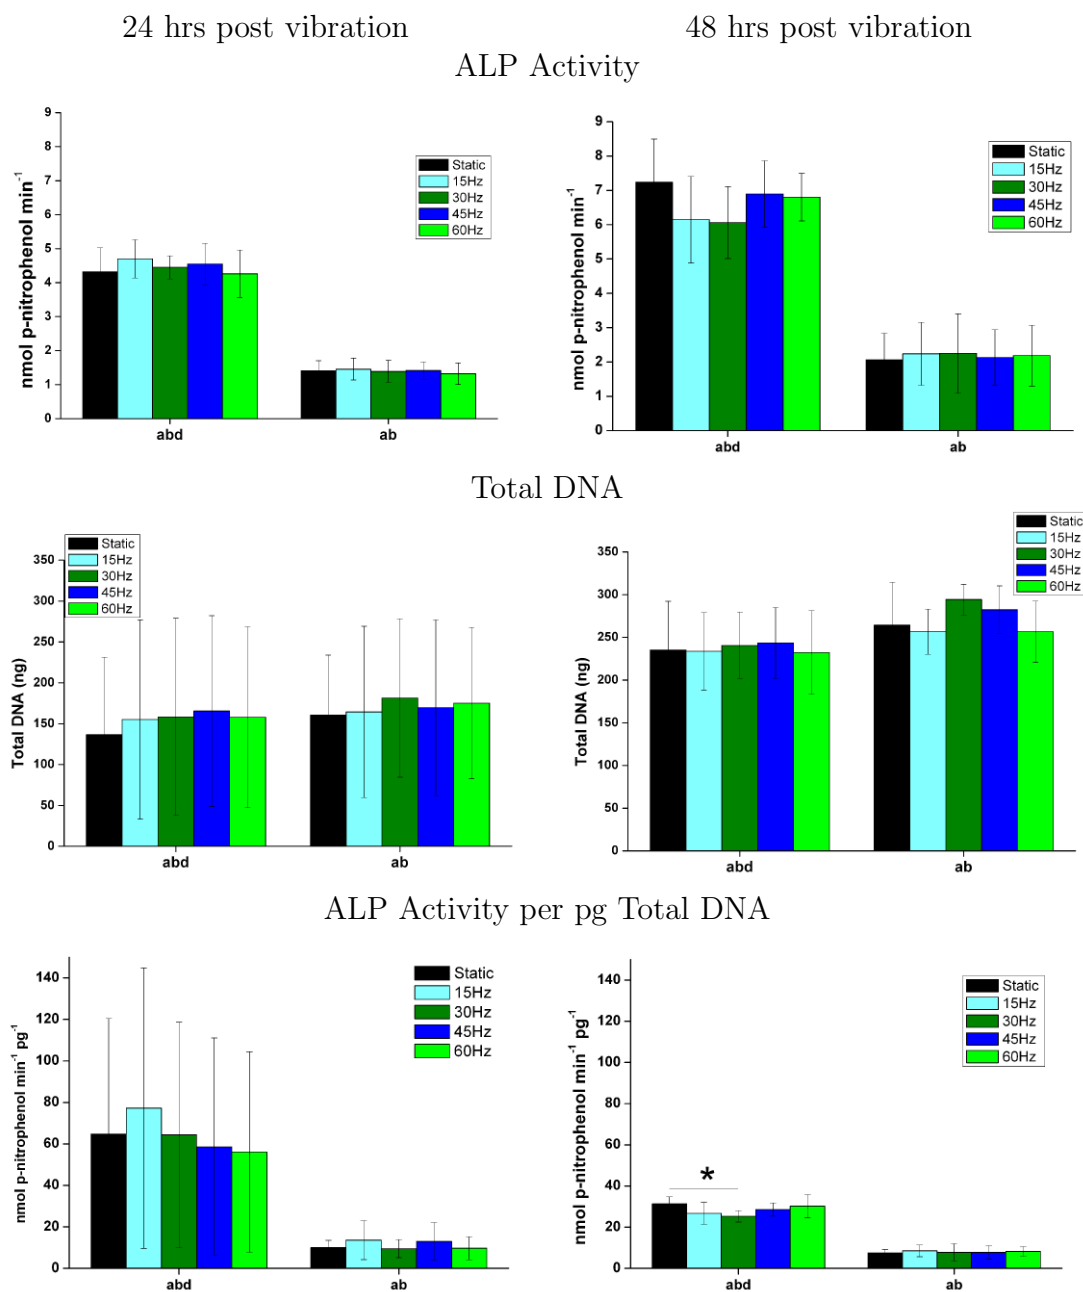 24 hrs post vibration
48 hrs post vibration
ALP Activity
nmol p-nitrophenol min-1
9
8
7
6
5
4
3
2
1
0
Static
15Hz
30Hz
45Hz
60Hz
abd
ab
nmol p-nitrophenol min-1
9
8
7
6
5
4
3
2
1
0
Static
15Hz
30Hz
45Hz
60Hz
abd
ab
Total DNA
Total DNA (ng)
350
300
250
200
150
100
50
0
Static
15Hz
30Hz
45Hz
60Hz
abd
ab
Total DNA (ng)
350
300
250
200
150
100
50
0
Static
15Hz
30Hz
45Hz
60Hz
abd
ab
ALP Activity per pg Total DNA
nmol p-nitrophenol min-1 pg-1
140
120
100
80
60
40
20
0
Static
15Hz
30Hz
45Hz
60Hz
abd
ab
nmol p-nitrophenol min-1 pg-1
140
120
100
80
60
40
20
0
Static
15Hz
30Hz
45Hz
60Hz
*
abd
ab